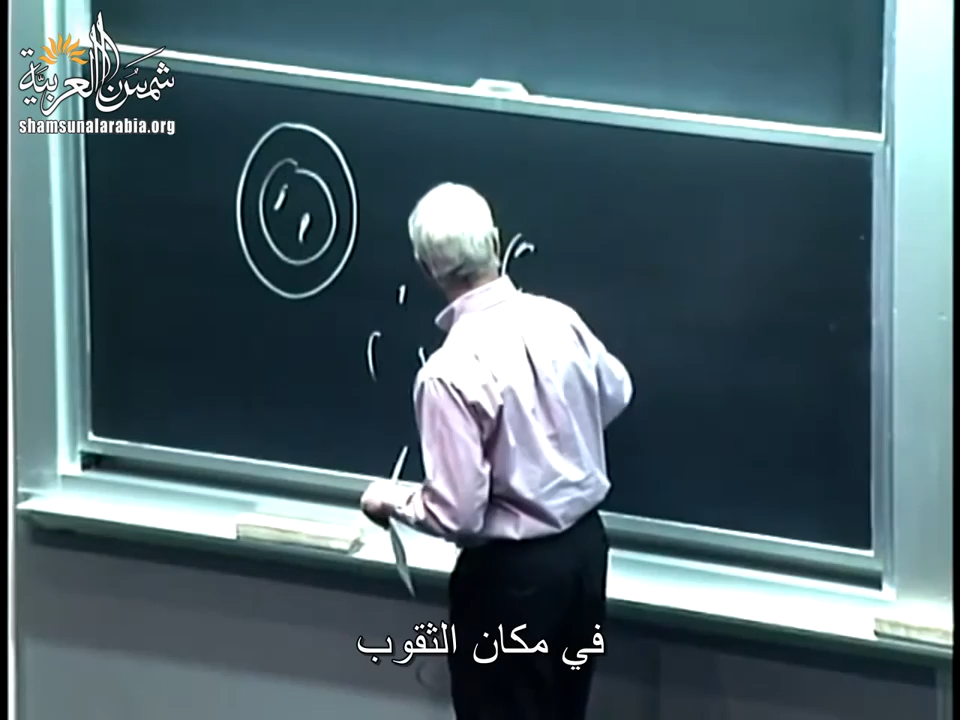 شمس العربية
shamsunalarabia.org
في مكان الثقوب